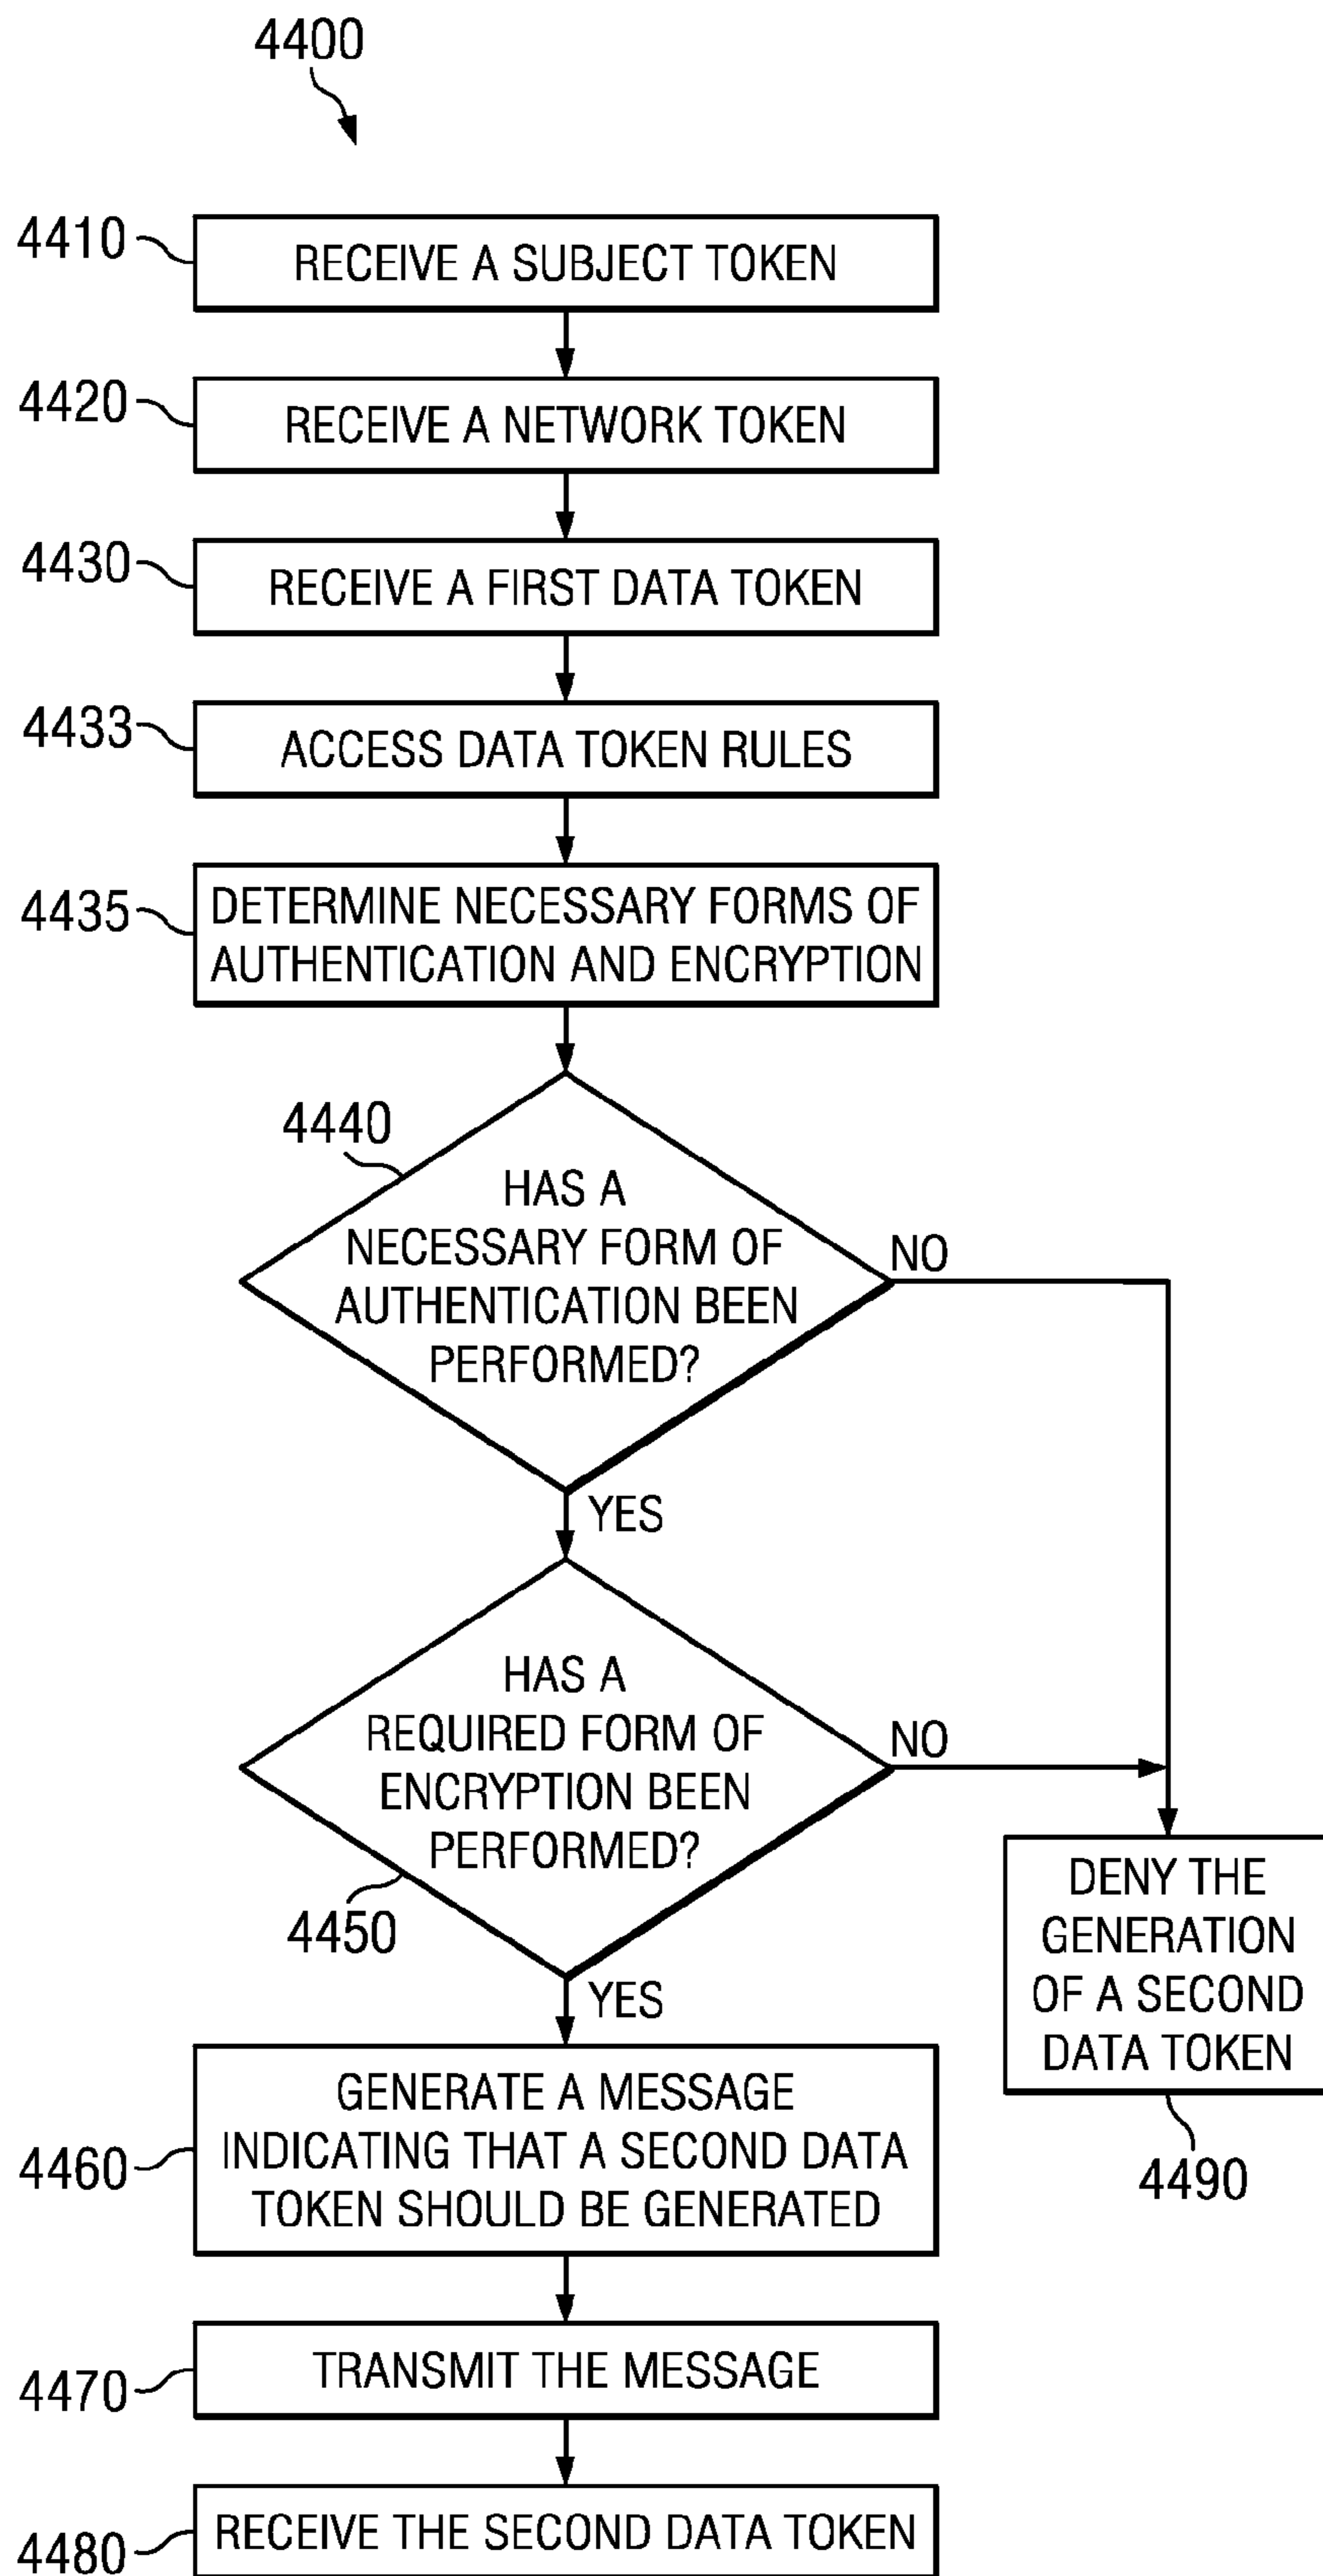 4400
4410
RECEIVE A SUBJECT TOKEN
4420
RECEIVE A NETWORK TOKEN
4430
RECEIVE A FIRST DATA TOKEN
4433
ACCESS DATA TOKEN RULES
4435
DETERMINE NECESSARY FORMS OF
AUTHENTICATION AND ENCRYPTION
4440
HAS A
NECESSARY FORM OF
AUTHENTICATION BEEN
PERFORMED?
NO
YES
HAS A
REQUIRED FORM OF
ENCRYPTION BEEN
PERFORMED?
NO
4450
YES
DENY THE
GENERATION
OF A SECOND
DATA TOKEN
4490
4460
GENERATE A MESSAGE
INDICATING THAT A SECOND DATA
TOKEN SHOULD BE GENERATED
4470
TRANSMIT THE MESSAGE
4480
RECEIVE THE SECOND DATA TOKEN